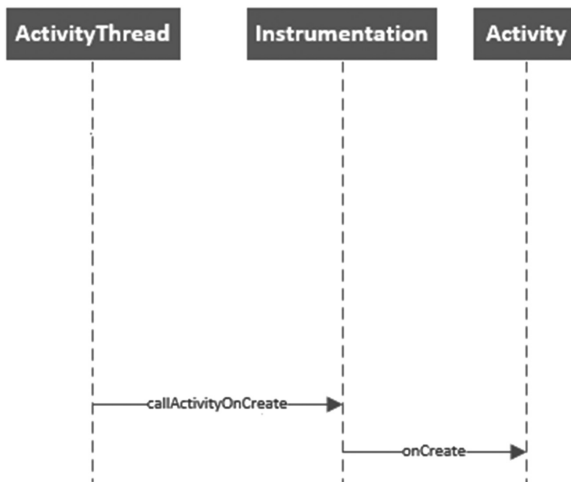 ActivityThread
Instrumentation
Activity
callActivityOnCreate
onCreate